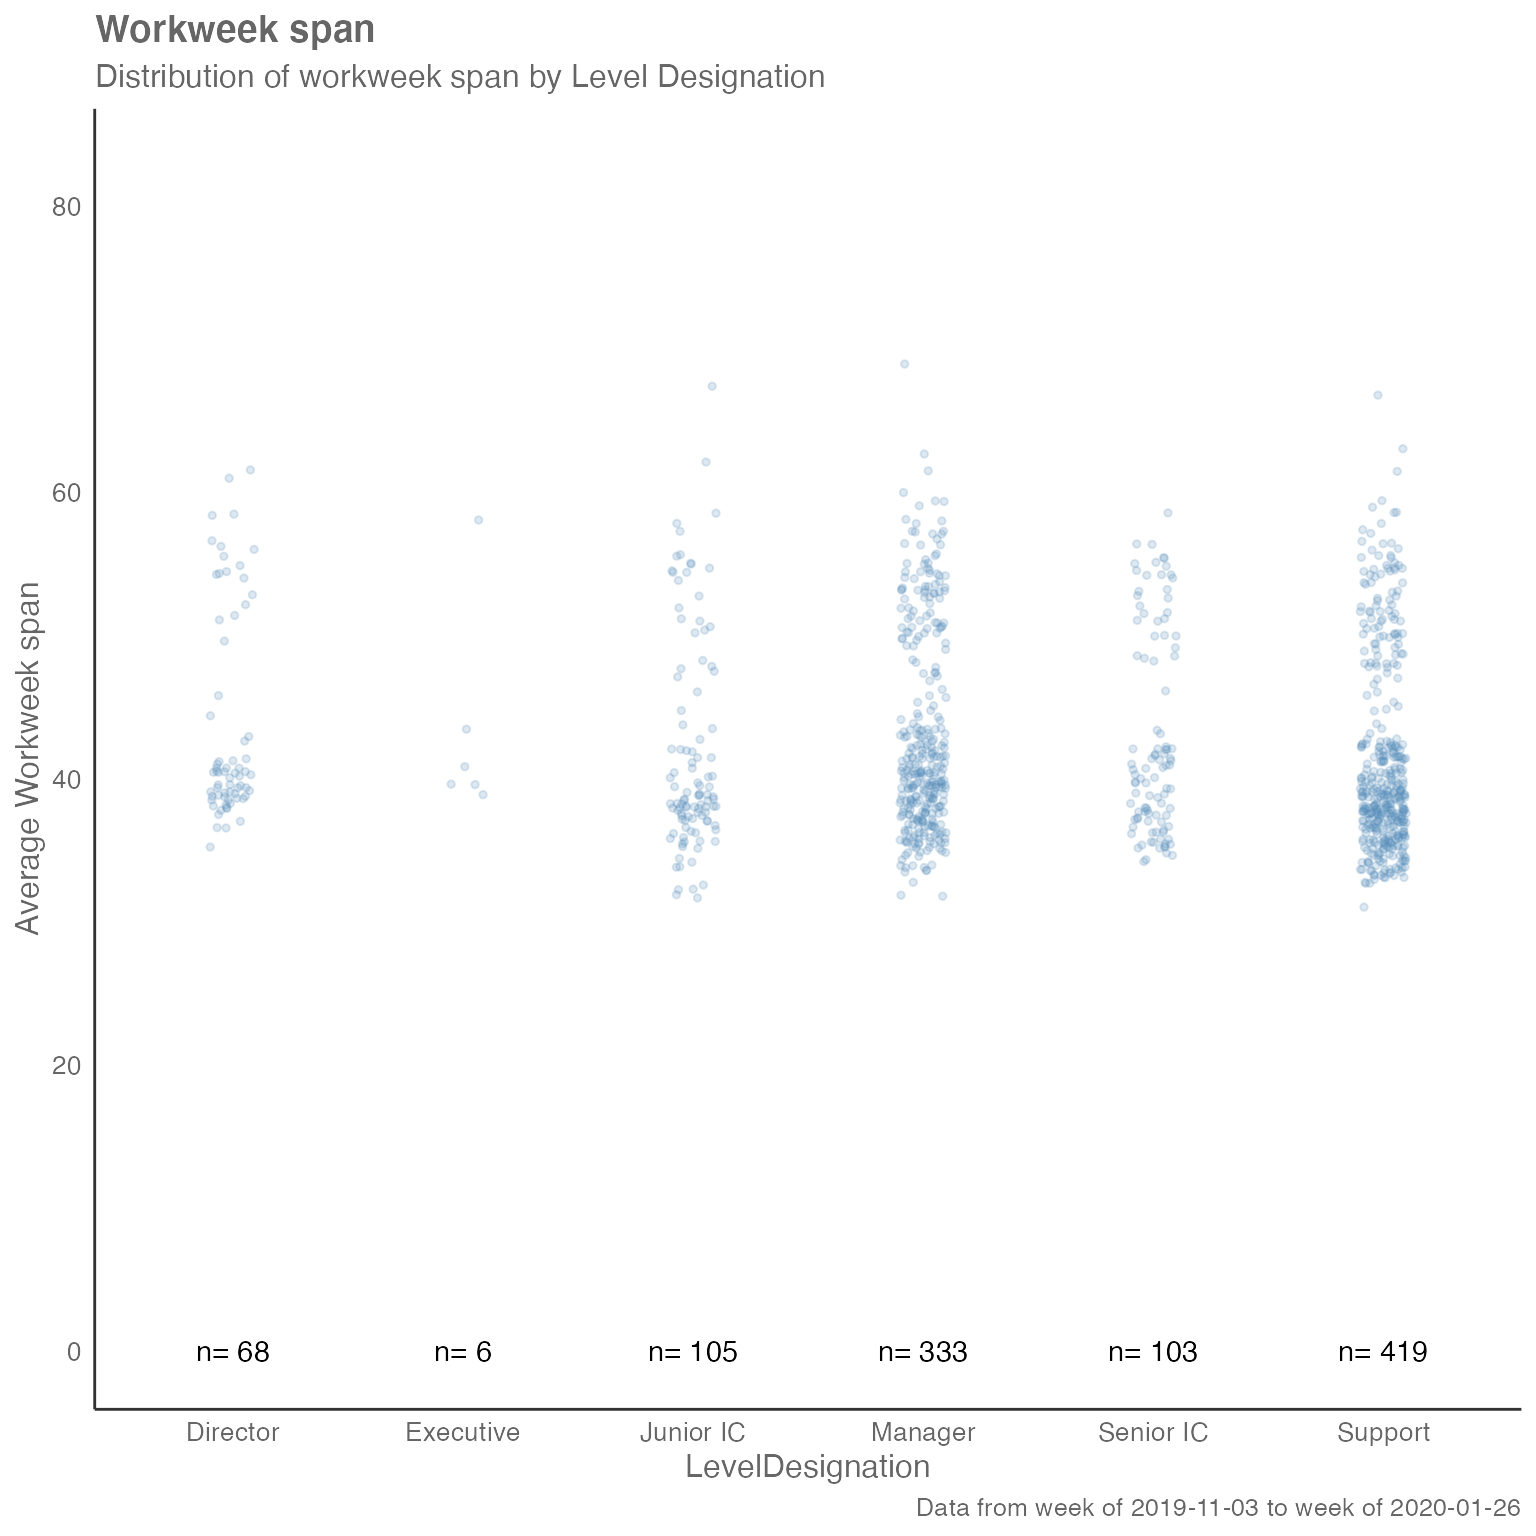 Workweek span
Distribution of workweek span by Level Designation
Average Workweek span
80
60
40
20
0
n= 68 n= 6 n= 105 n= 333 n= 103 n= 419
Director Executive Junior IC Manager Senior IC Support
LevelDesignation
Data from week of 2019-11-03 to week of 2020-01-26